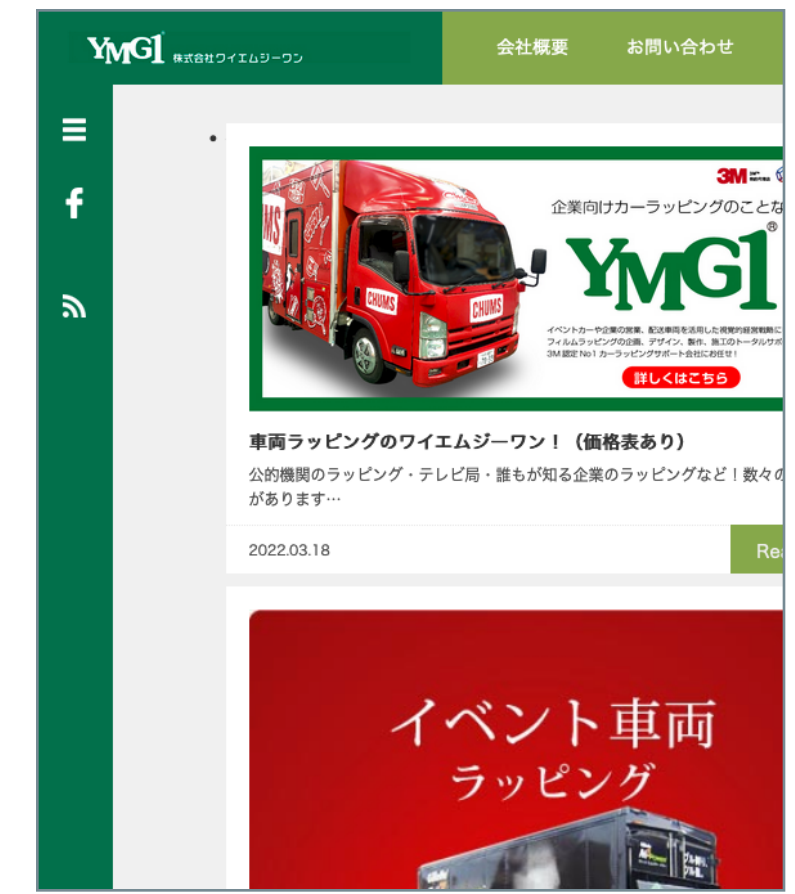 YMG1 株式会社ワイエムジーワン
会社概要 お問い合わせ
3M
企業向けカーラッピングのことな
YMG1®
CHUMS
CHUMS
イベントカーや企業の営業、配送車両を活用した視覚的経営戦略に
フィルムラッピングの企画、デザイン、製作、施工のトータルサポ
3M 認定 No1 カーラッピングサポート会社にお任せ！
詳しくはこちら
車両ラッピングのワイエムジーワン！（価格表あり）
公的機関のラッピング・テレビ局・誰もが知る企業のラッピングなど！数々の
があります…
2022.03.18
Rea
イベント車両
ラッピング